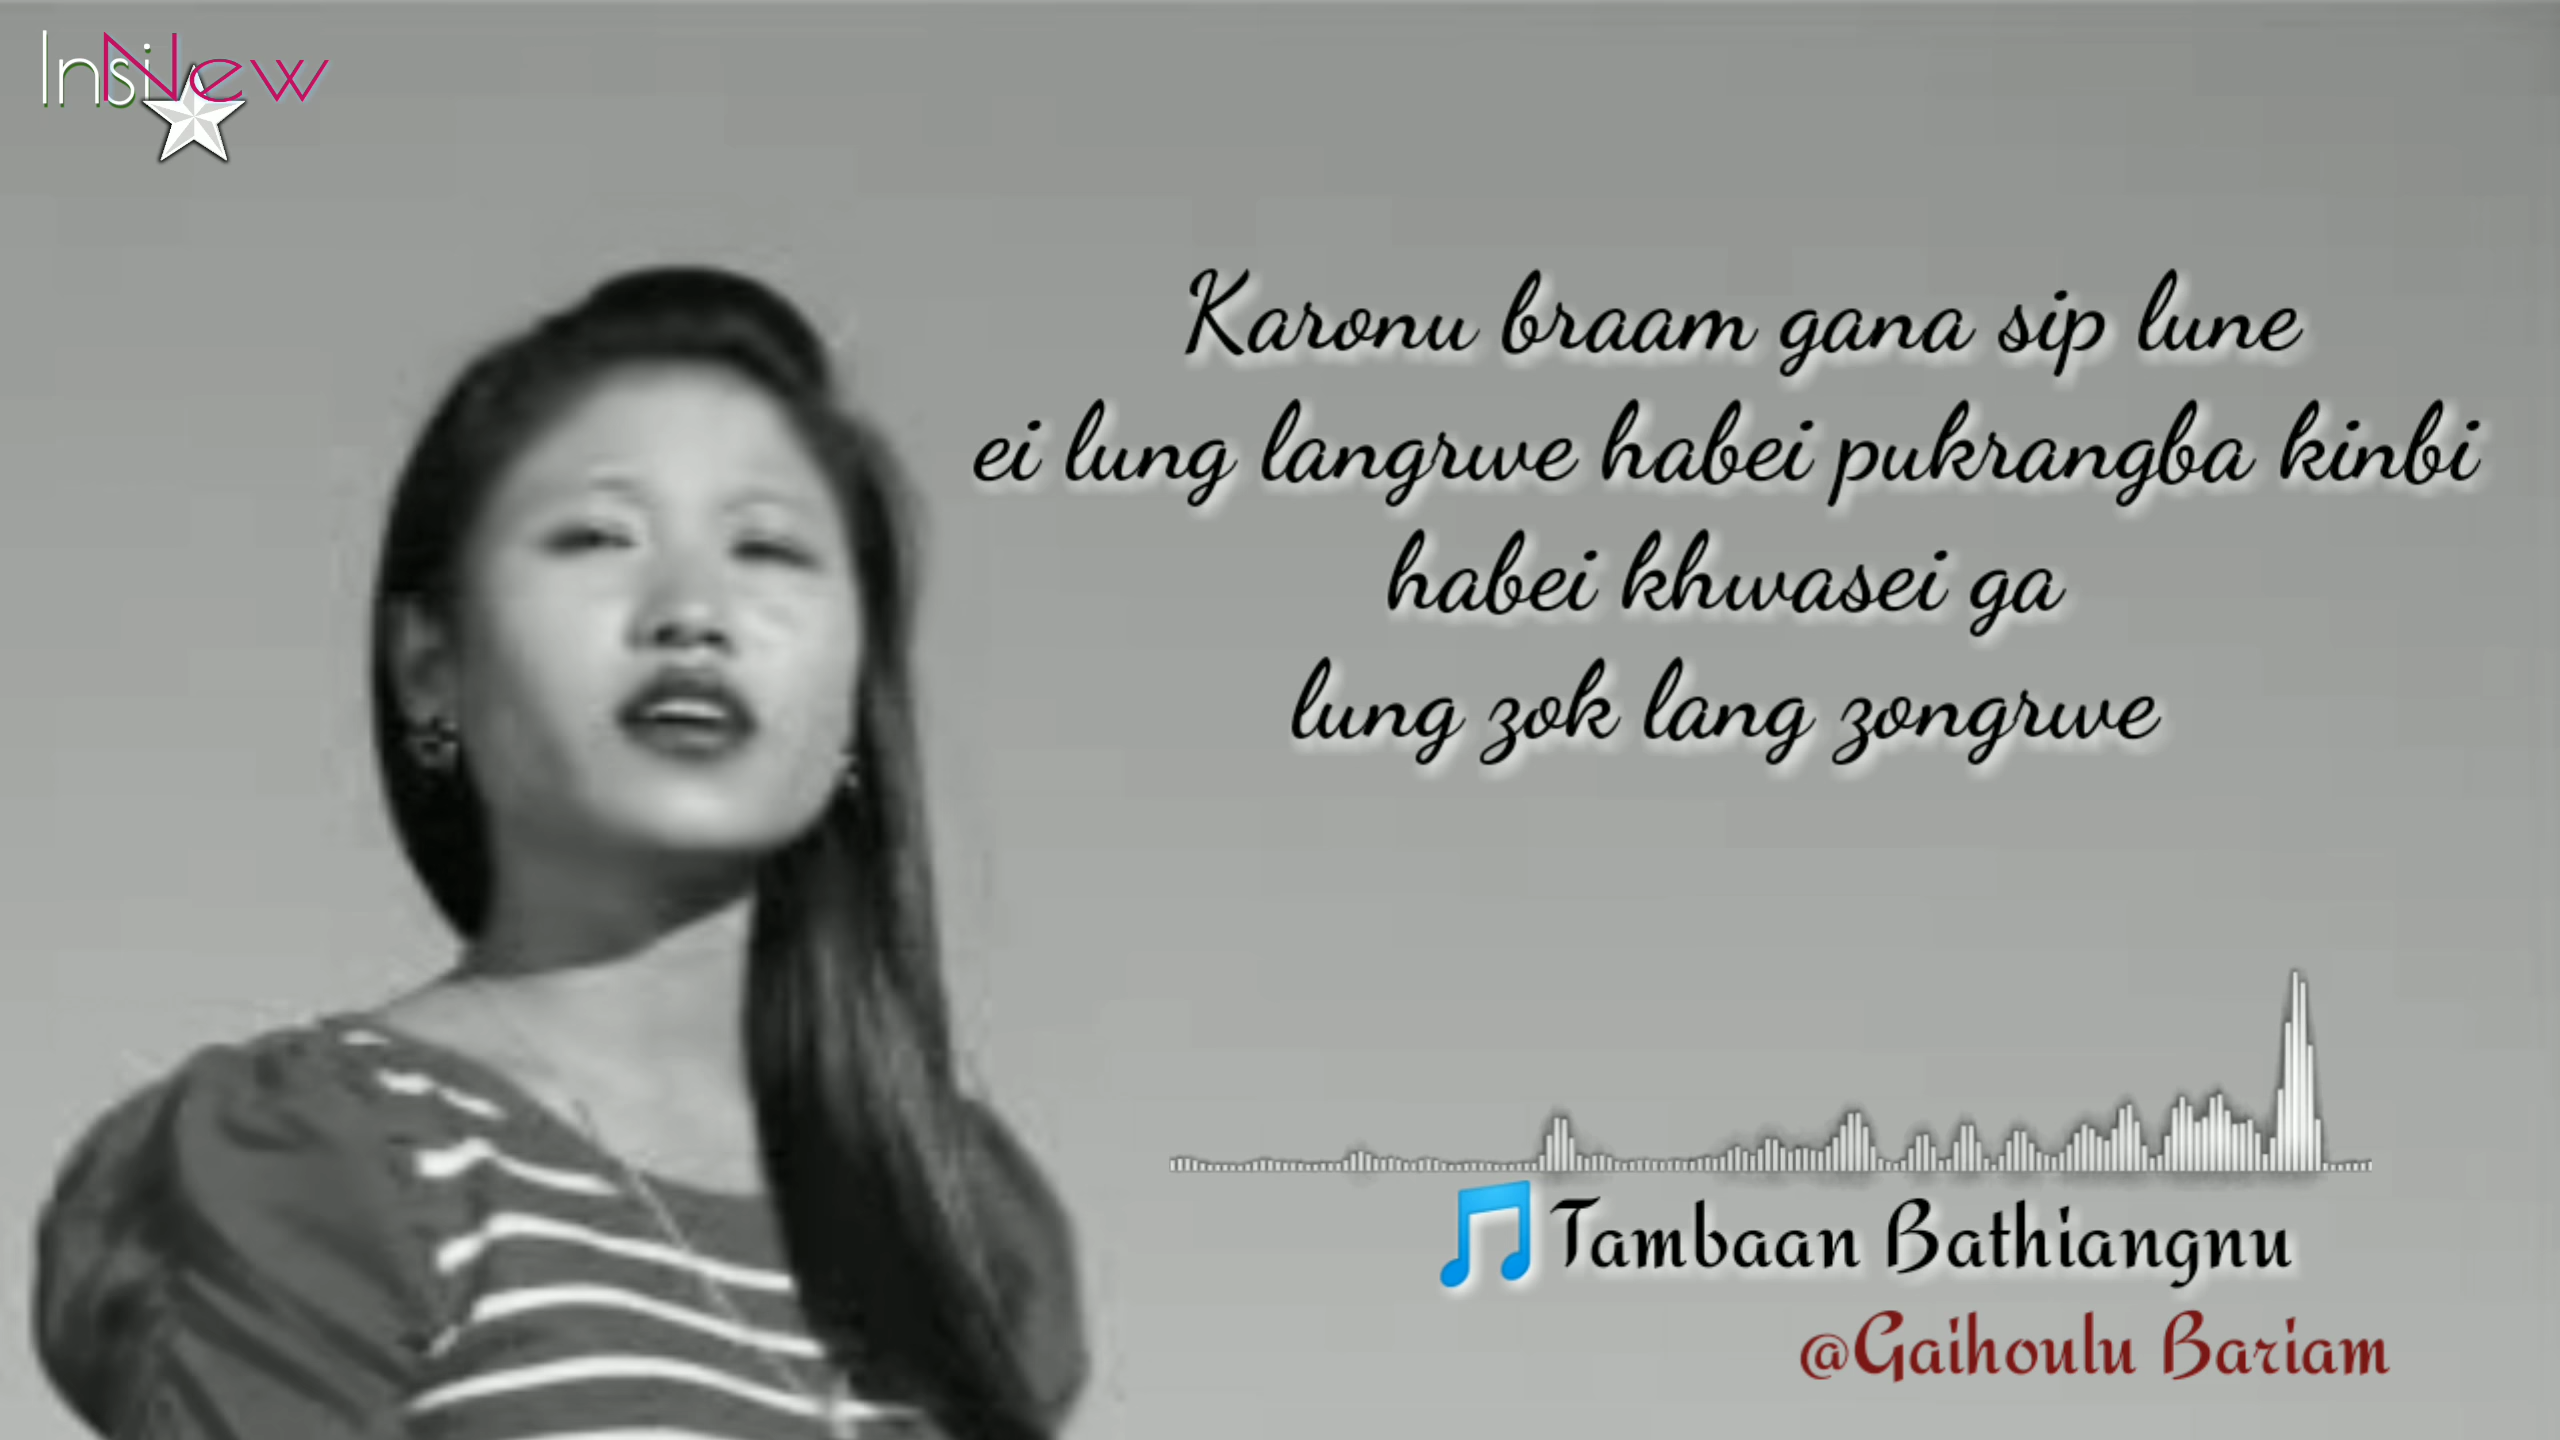 InsiNew
Karonu braam gana sip lune
ei lung langrwe habei pukrangba kinbi
habei khwasei ga
lung zok lang zongrwe
Tambaan Bathiangnu
@Gaihoulu Bariam